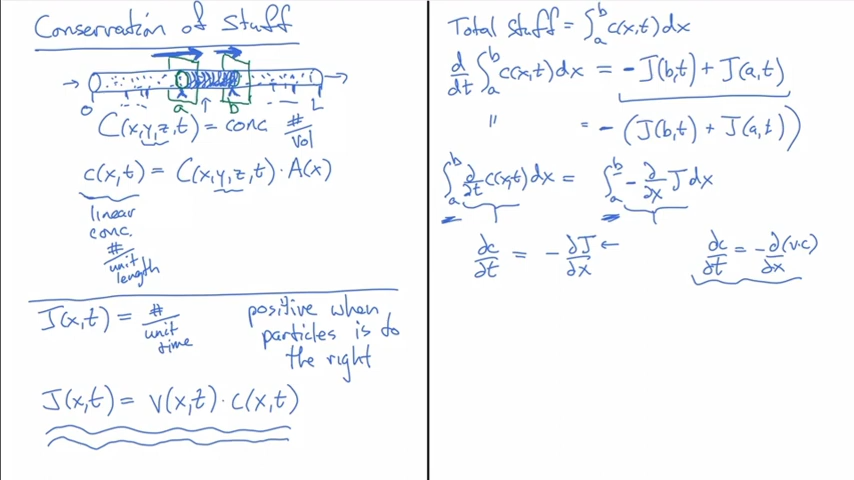 Conservation of Stuff
a b
0 L
C(x,y,z,t) = conc #/vol
c(x,t) = C(x,y,z,t) · A(x)
linear
conc.
#/unit length
J(x,t) = #/unit time
positive when
particles is to
the right
J(x,t) = v(x,t) · c(x,t)
Total stuff = ∫_a^b c(x,t) dx
d/dt ∫_a^b c(x,t) dx = - J(b,t) + J(a,t)
" = - (J(b,t) + J(a,t))
∫_a^b ∂/∂t c(x,t) dx = ∫_a^b - ∂/∂x J dx
∂c/∂t = - ∂J/∂x ←
∂c/∂t = - ∂(v·c)/∂x